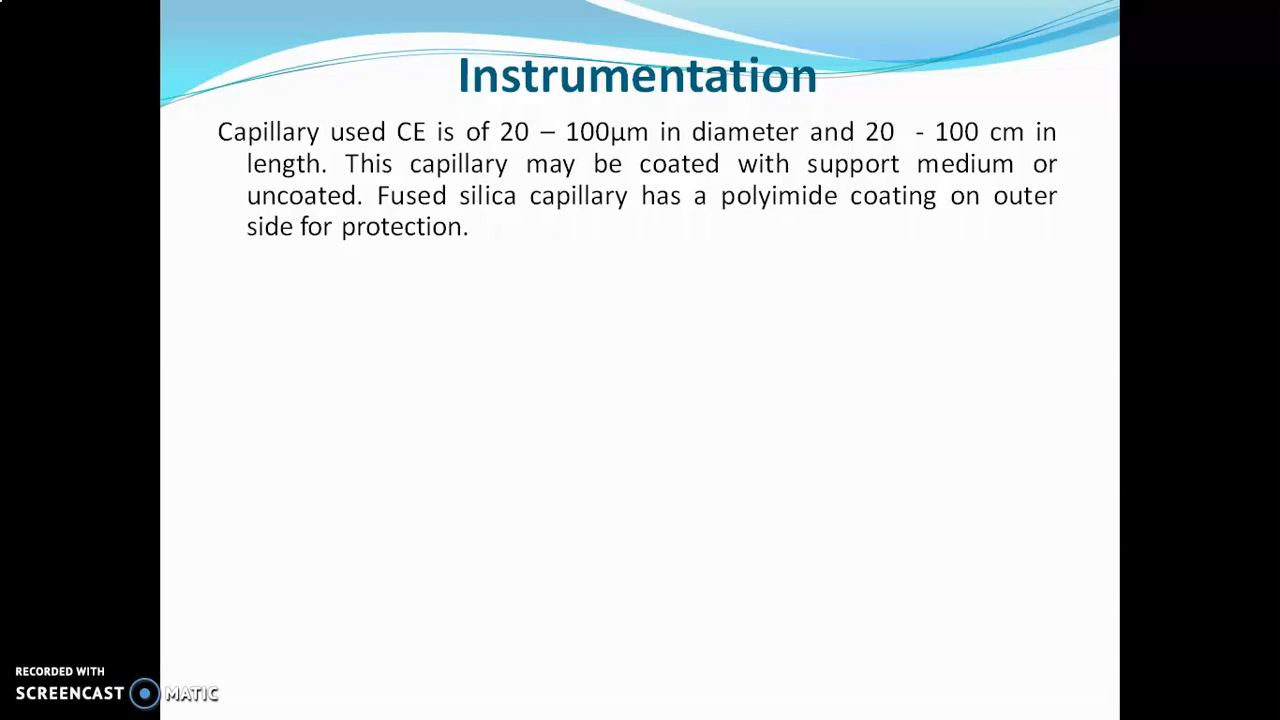 Instrumentation
Capillary used CE is of 20 – 100µm in diameter and 20  - 100 cm in
length. This capillary may be coated with support medium or
uncoated. Fused silica capillary has a polyimide coating on outer
side for protection.
RECORDED WITH
SCREENCAST MATIC